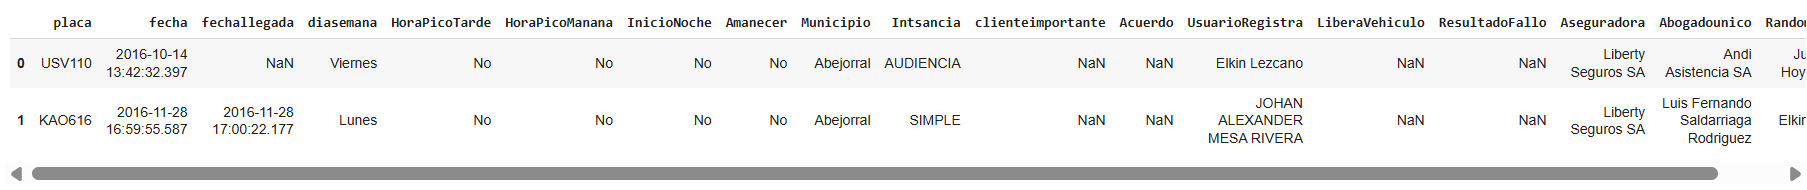 placa fecha fechallegada diasemana HoraPicoTarde HoraPicoManana InicioNoche Amanecer Municipio Intsancia clienteimportante Acuerdo UsuarioRegistra LiberaVehiculo ResultadoFallo Aseguradora Abogadounico Rando
0 USV110 2016-10-14 13:42:32.397 NaN Viernes No No No No Abejorral AUDIENCIA NaN NaN Elkin Lezcano NaN NaN Liberty Seguros SA Andi Asistencia SA Ju Hoy
1 KAO616 2016-11-28 16:59:55.587 2016-11-28 17:00:22.177 Lunes No No No No Abejorral SIMPLE NaN NaN JOHAN ALEXANDER MESA RIVERA NaN NaN Liberty Seguros SA Luis Fernando Saldarriaga Rodriguez Elkin